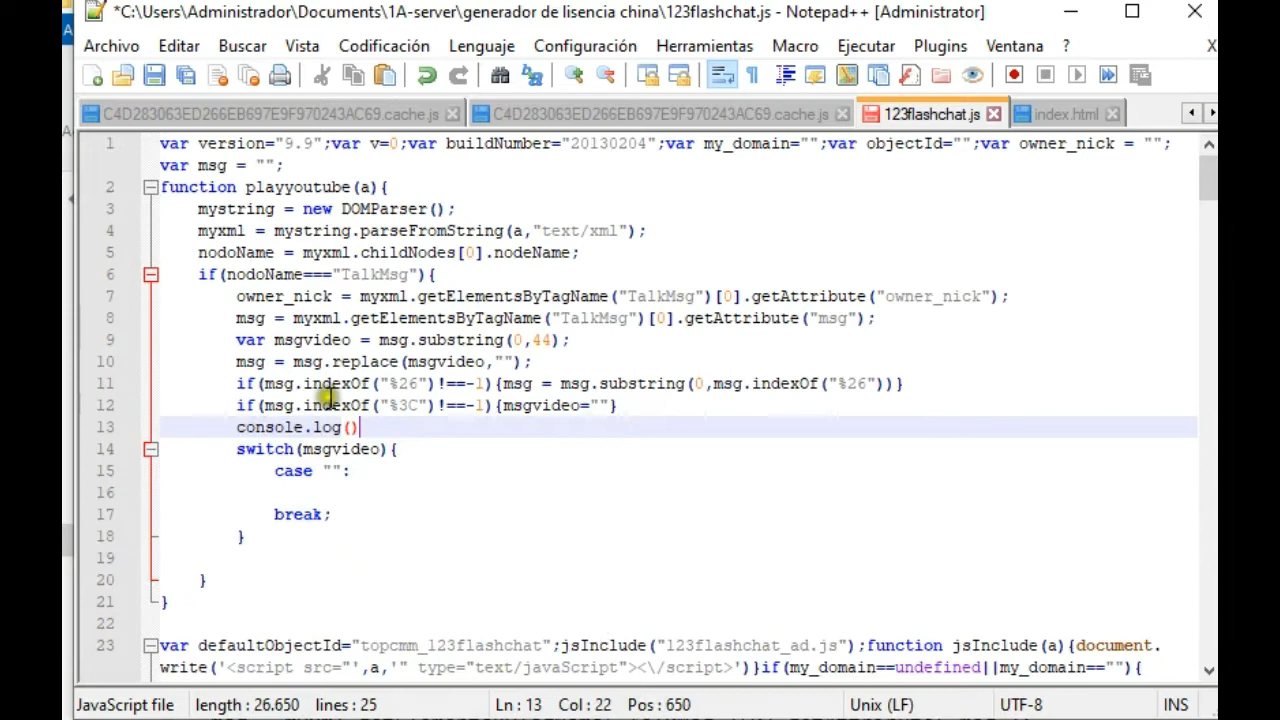 *C:\Users\Administrador\Documents\1A-server\generador de lisencia china\123flashchat.js - Notepad++ [Administrator]
Archivo Editar Buscar Vista Codificación Lenguaje Configuración Herramientas Macro Ejecutar Plugins Ventana ? X
C4D283063ED266EB697E9F970243AC69.cache.js C4D283063ED266EB697E9F970243AC69.cache.js 123flashchat.js index.html
1 var version="9.9";var v=0;var buildNumber="20130204";var my_domain="";var objectId="";var owner_nick = "";
var msg = "";
2 function playyoutube(a){
3 mystring = new DOMParser();
4 myxml = mystring.parseFromString(a,"text/xml");
5 nodoName = myxml.childNodes[0].nodeName;
6 if(nodoName==="TalkMsg"){
7 owner_nick = myxml.getElementsByTagName("TalkMsg")[0].getAttribute("owner_nick");
8 msg = myxml.getElementsByTagName("TalkMsg")[0].getAttribute("msg");
9 var msgvideo = msg.substring(0,44);
10 msg = msg.replace(msgvideo,"");
11 if(msg.indexOf("%26")!==-1){msg = msg.substring(0,msg.indexOf("%26"))}
12 if(msg.indexOf("%3C")!==-1){msgvideo=""}
13 console.log()
14 switch(msgvideo){
15 case "":
16
17 break;
18 }
19
20 }
21 }
22
23 var defaultObjectId="topcmm_123flashchat";jsInclude("123flashchat_ad.js");function jsInclude(a){document.
write('<script src="',a,'" type="text/javaScript"><\/script>')}if(my_domain==undefined||my_domain==""){
JavaScript file length : 26.650 lines : 25 Ln : 13 Col : 22 Pos : 650 Unix (LF) UTF-8 INS